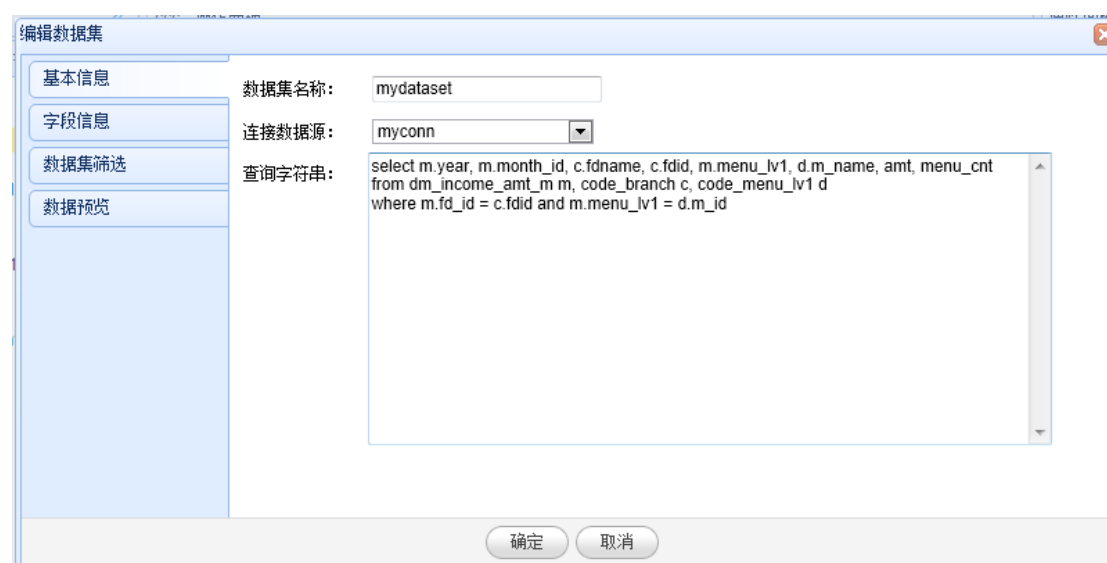 编辑数据集
基本信息
字段信息
数据集筛选
数据预览
数据集名称： mydataset
连接数据源： myconn
查询字符串：
select m.year, m.month_id, c.fdname, c.fdid, m.menu_lv1, d.m_name, amt, menu_cnt
from dm_income_amt_m m, code_branch c, code_menu_lv1 d
where m.fd_id = c.fdid and m.menu_lv1 = d.m_id
确定 取消